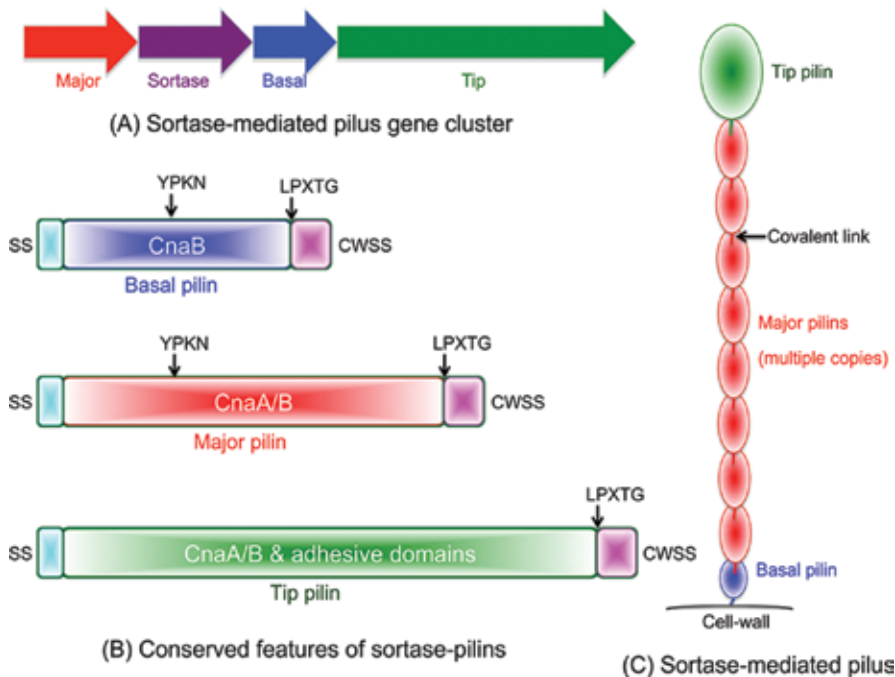 Major Sortase Basal Tip
(A) Sortase-mediated pilus gene cluster
YPKN LPXTG
SS CnaB CWSS
Basal pilin
YPKN LPXTG
SS CnaA/B CWSS
Major pilin
LPXTG
SS CnaA/B & adhesive domains CWSS
Tip pilin
(B) Conserved features of sortase-pilins
Tip pilin
Covalent link
Major pilins
(multiple copies)
Basal pilin
Cell-wall
(C) Sortase-mediated pilus